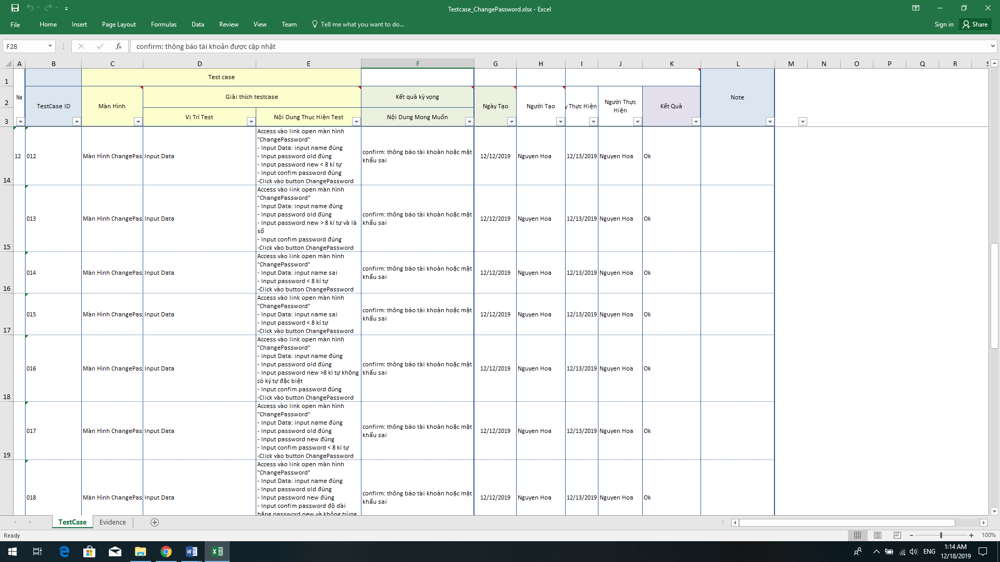 Testcase_ChangePassword.xlsx - Excel
File Home Insert Page Layout Formulas Data Review View Team Tell me what you want to do... Sign in Share
F28 fx confirm: thông báo tài khoản được cập nhật
A B C D E F G H I J K L M N O P Q R S
1 Test case
2 № TestCase ID Màn Hình Giải thích testcase Kết quả kỳ vọng Ngày Tạo Người Tạo y Thực Hiện Người Thực Hiện Kết Quả Note
3 Vị Trí Test Nội Dung Thực Hiện Test Nội Dung Mong Muốn
14 12 012 Màn Hình ChangePas Input Data
Access vào link open màn hình
"ChangePassword"
- Input Data: input name đúng
- Input password old đúng
- Input password new < 8 kí tự
- Input confim password đúng
-Click vào button ChangePassword
confirm: thông báo tài khoản hoặc mật
khẩu sai
12/12/2019 Nguyen Hoa 12/13/2019 Nguyen Hoa Ok
15 013 Màn Hình ChangePas Input Data
Access vào link open màn hình
"ChangePassword"
- Input Data: input name đúng
- Input password old đúng
- Input password new > 8 kí tự và là
số
- Input confim password đúng
-Click vào button ChangePassword
confirm: thông báo tài khoản hoặc mật
khẩu sai
12/12/2019 Nguyen Hoa 12/13/2019 Nguyen Hoa Ok
16 014 Màn Hình ChangePas Input Data
Access vào link open màn hình
"ChangePassword"
- Input Data: input name sai
- Input password < 8 kí tự
-Click vào button ChangePassword
confirm: thông báo tài khoản hoặc mật
khẩu sai
12/12/2019 Nguyen Hoa 12/13/2019 Nguyen Hoa Ok
17 015 Màn Hình ChangePas Input Data
Access vào link open màn hình
"ChangePassword"
- Input Data: input name sai
- Input password < 8 kí tự
-Click vào button ChangePassword
confirm: thông báo tài khoản hoặc mật
khẩu sai
12/12/2019 Nguyen Hoa 12/13/2019 Nguyen Hoa Ok
18 016 Màn Hình ChangePas Input Data
Access vào link open màn hình
"ChangePassword"
- Input Data: input name đúng
- Input password old đúng
- Input password new >8 kí tự không
có ký tự đặc biệt
- Input confim password đúng
-Click vào button ChangePassword
confirm: thông báo tài khoản hoặc mật
khẩu sai
12/12/2019 Nguyen Hoa 12/13/2019 Nguyen Hoa Ok
19 017 Màn Hình ChangePas Input Data
Access vào link open màn hình
"ChangePassword"
- Input Data: input name đúng
- Input password old đúng
- Input password new đúng
- Input confim password < 8 kí tự
-Click vào button ChangePassword
confirm: thông báo tài khoản hoặc mật
khẩu sai
12/12/2019 Nguyen Hoa 12/13/2019 Nguyen Hoa Ok
018 Màn Hình ChangePas Input Data
Access vào link open màn hình
"ChangePassword"
- Input Data: input name đúng
- Input password old đúng
- Input password new đúng
- Input confim password độ dài
bằng password new và không trùng
confirm: thông báo tài khoản hoặc mật
khẩu sai
12/12/2019 Nguyen Hoa 12/13/2019 Nguyen Hoa Ok
TestCase Evidence
Ready 100%
ENG 1:14 AM
12/18/2019